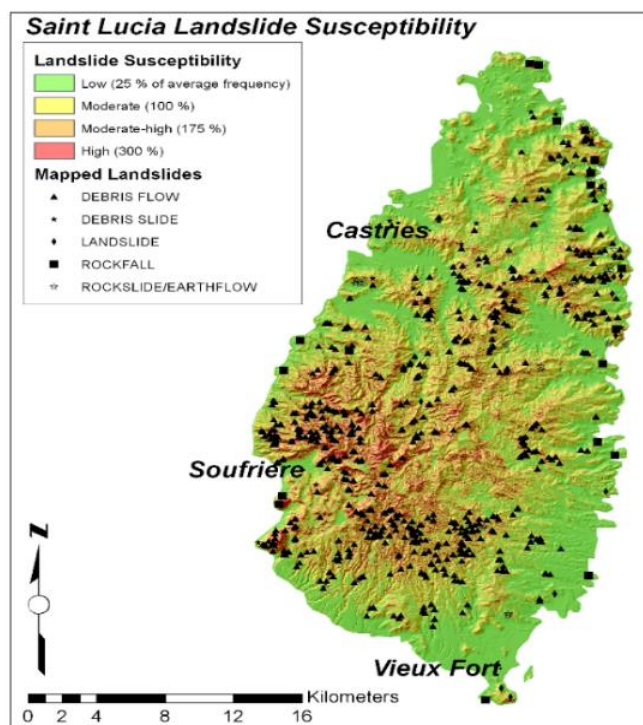 Saint Lucia Landslide Susceptibility
Landslide Susceptibility
Low (25 % of average frequency)
Moderate (100 %)
Moderate-high (175 %)
High (300 %)
Mapped Landslides
DEBRIS FLOW
DEBRIS SLIDE
LANDSLIDE
ROCKFALL
ROCKSLIDE/EARTHFLOW
Castries
Soufrière
Vieux Fort
N
Kilometers
0 2 4 8 12 16